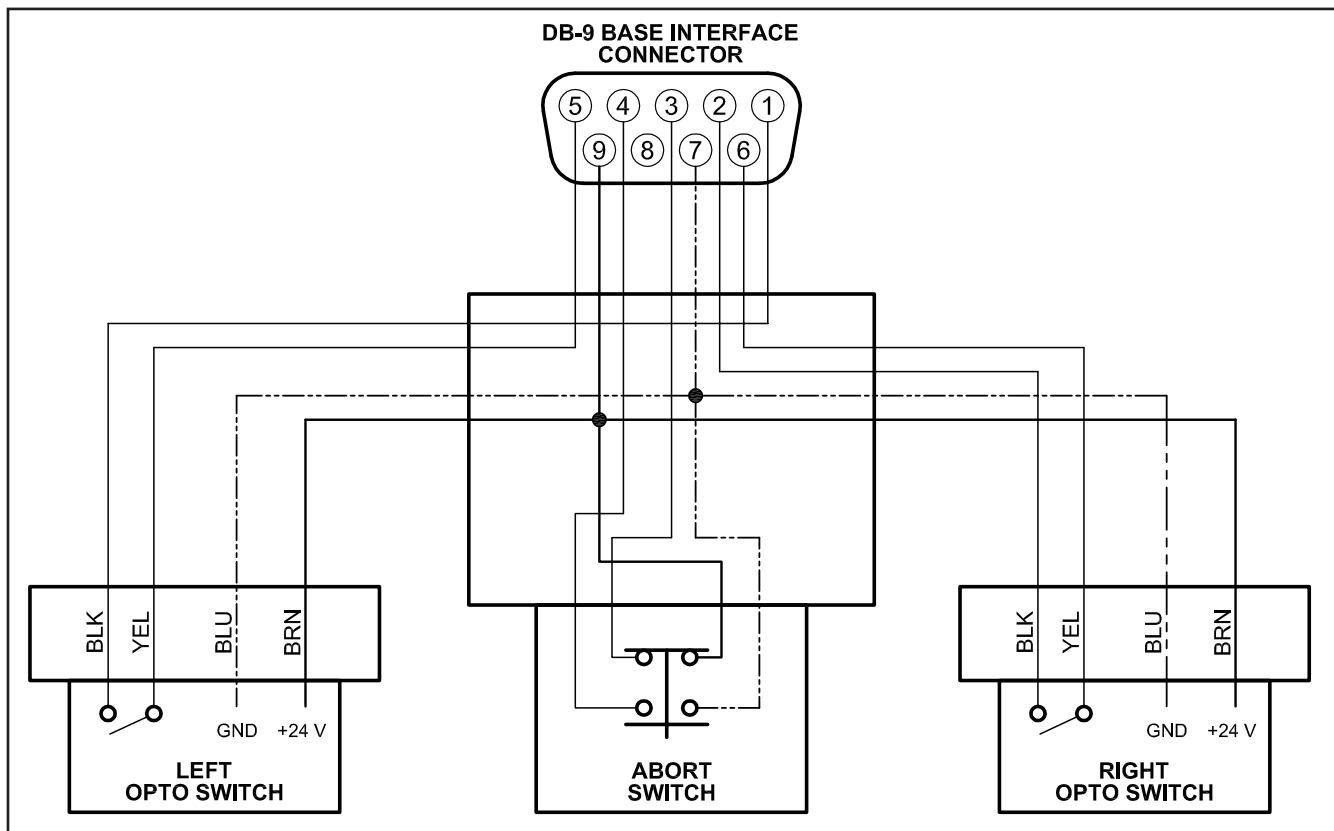 DB-9 BASE INTERFACE
CONNECTOR
5 4 3 2 1
9 8 7 6
BLK YEL BLU BRN
BLK YEL BLU BRN
GND +24 V
GND +24 V
LEFT
OPTO SWITCH
ABORT
SWITCH
RIGHT
OPTO SWITCH